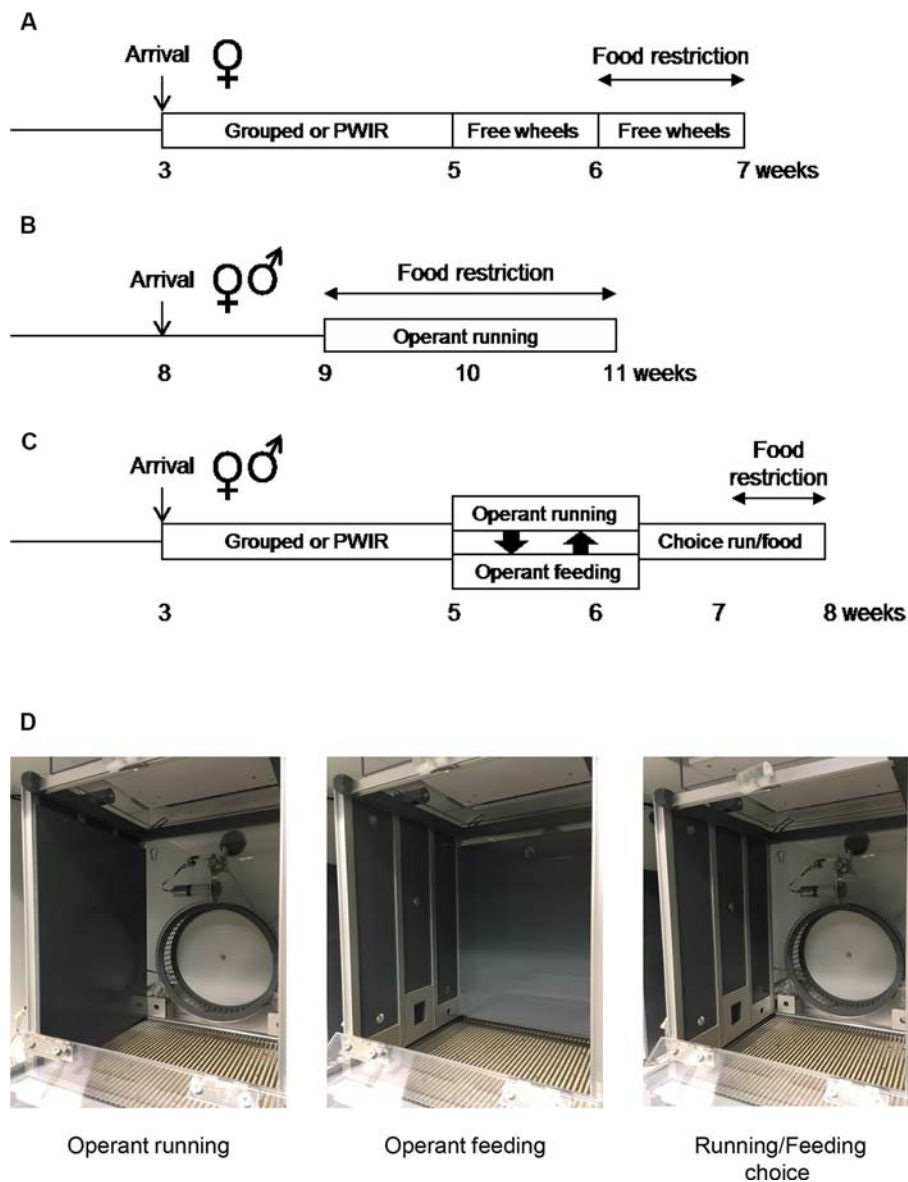 A
Arrival ♀
Food restriction
Grouped or PWIR Free wheels Free wheels
3 5 6 7 weeks
B
Arrival ♀♂
Food restriction
Operant running
8 9 10 11 weeks
C
Arrival ♀♂
Food
restriction
Operant running
Grouped or PWIR Choice run/food
Operant feeding
3 5 6 7 8 weeks
D
Operant running Operant feeding Running/Feeding
choice